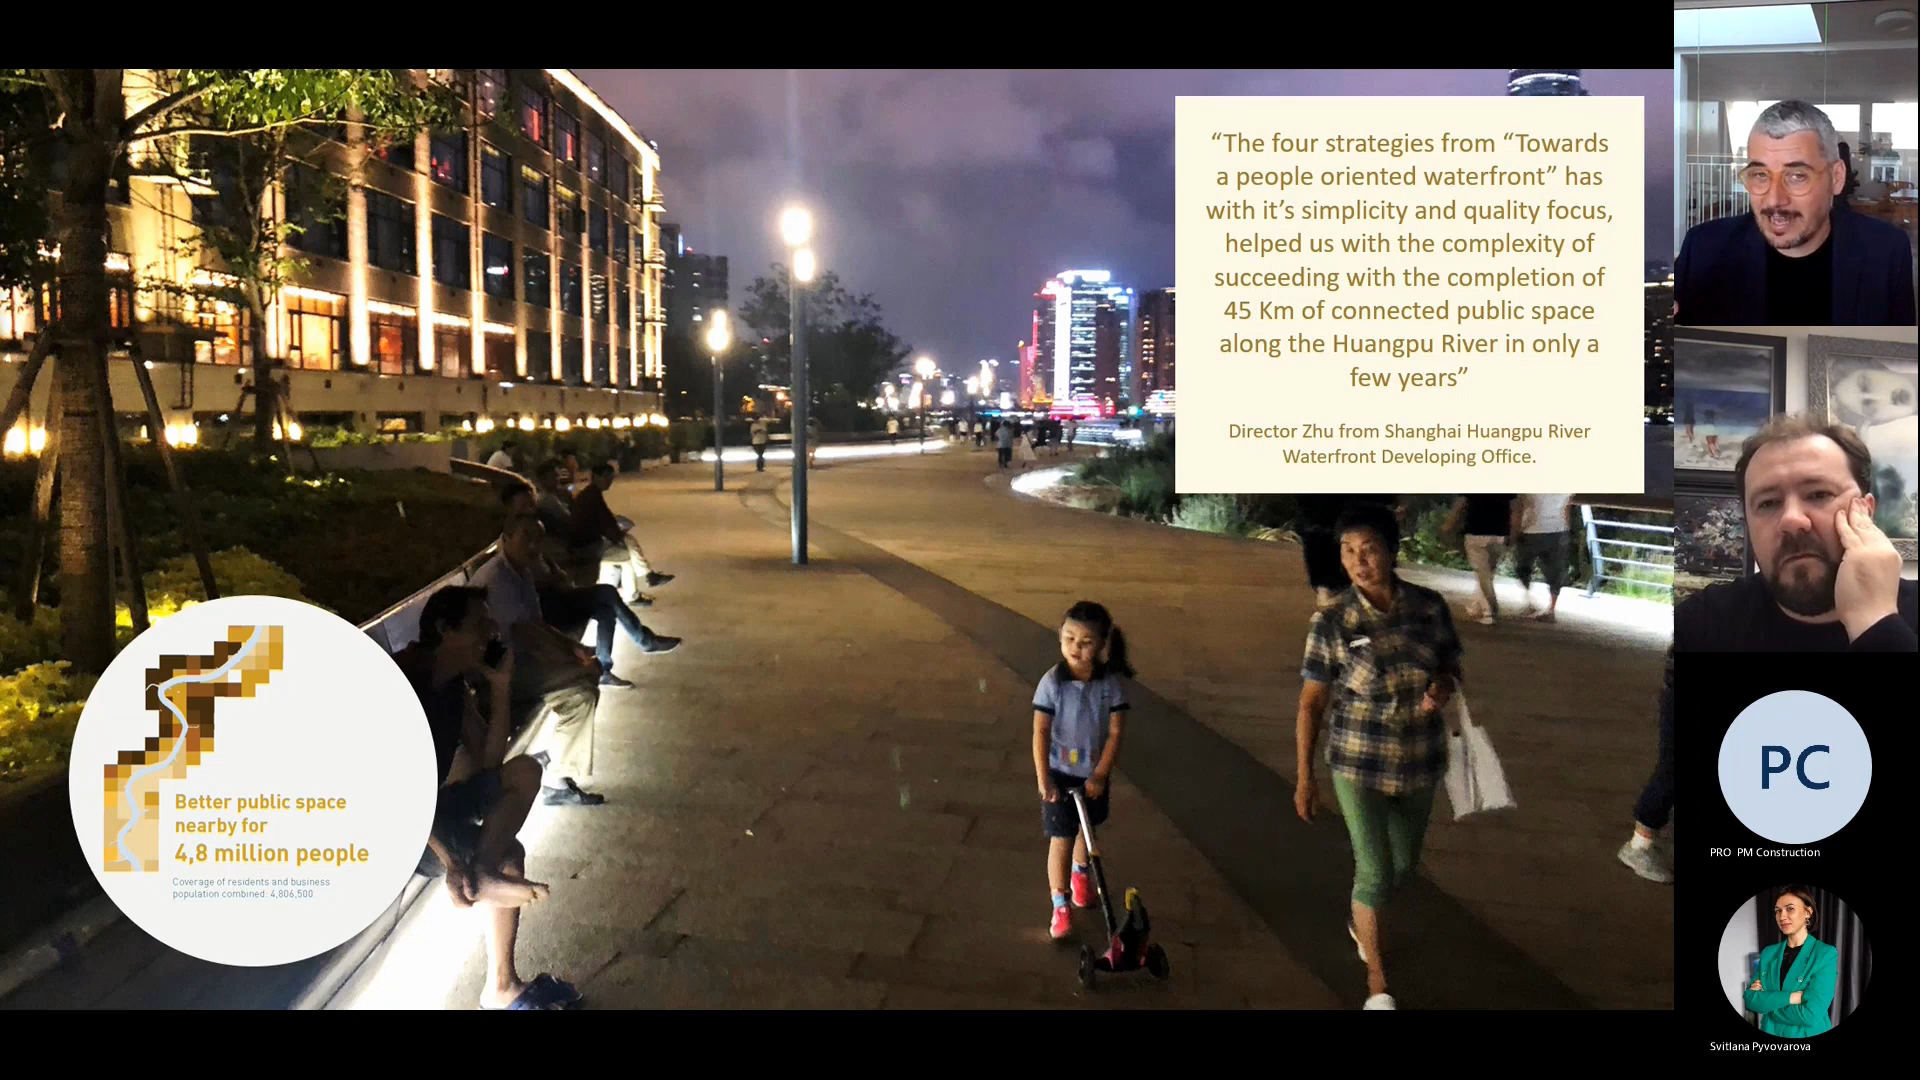 “The four strategies from “Towards
a people oriented waterfront” has
with it’s simplicity and quality focus,
helped us with the complexity of
succeeding with the completion of
45 Km of connected public space
along the Huangpu River in only a
few years”
Director Zhu from Shanghai Huangpu River
Waterfront Developing Office.
Better public space
nearby for
4,8 million people
Coverage of residents and business
population combined: 4,806,500
PC
PRO PM Construction
Svitlana Pyvovarova